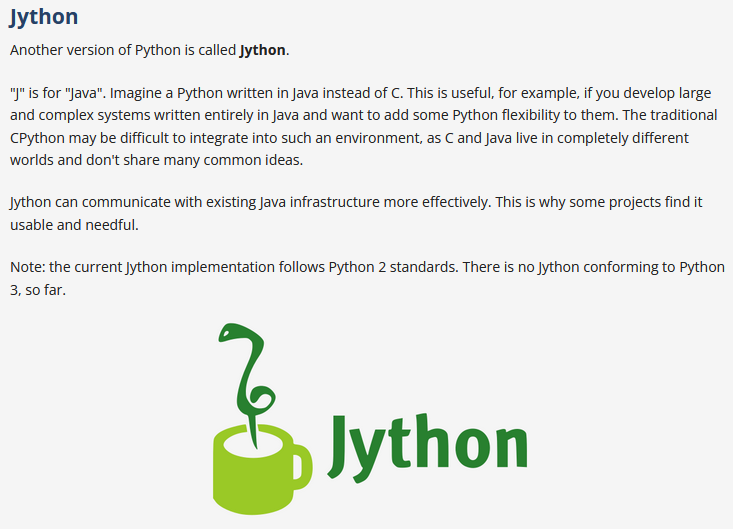 Jython
Another version of Python is called Jython.
"J" is for "Java". Imagine a Python written in Java instead of C. This is useful, for example, if you develop large
and complex systems written entirely in Java and want to add some Python flexibility to them. The traditional
CPython may be difficult to integrate into such an environment, as C and Java live in completely different
worlds and don't share many common ideas.
Jython can communicate with existing Java infrastructure more effectively. This is why some projects find it
usable and needful.
Note: the current Jython implementation follows Python 2 standards. There is no Jython conforming to Python
3, so far.
Jython